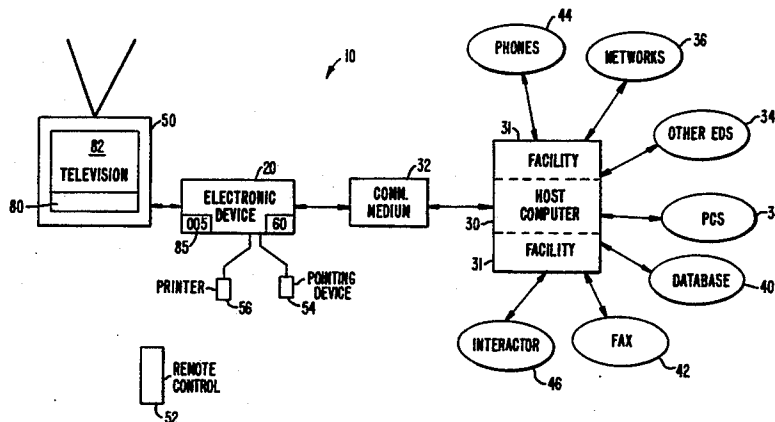 44
PHONES
NETWORKS
36
10
50
82
TELEVISION
80
20
ELECTRONIC
DEVICE
005
60
85
32
COMM.
MEDIUM
31
FACILITY
HOST
COMPUTER
30
FACILITY
31
OTHER EDS
34
PCS
3
DATABASE
40
PRINTER
56
POINTING
DEVICE
54
INTERACTOR
46
FAX
42
REMOTE
CONTROL
52